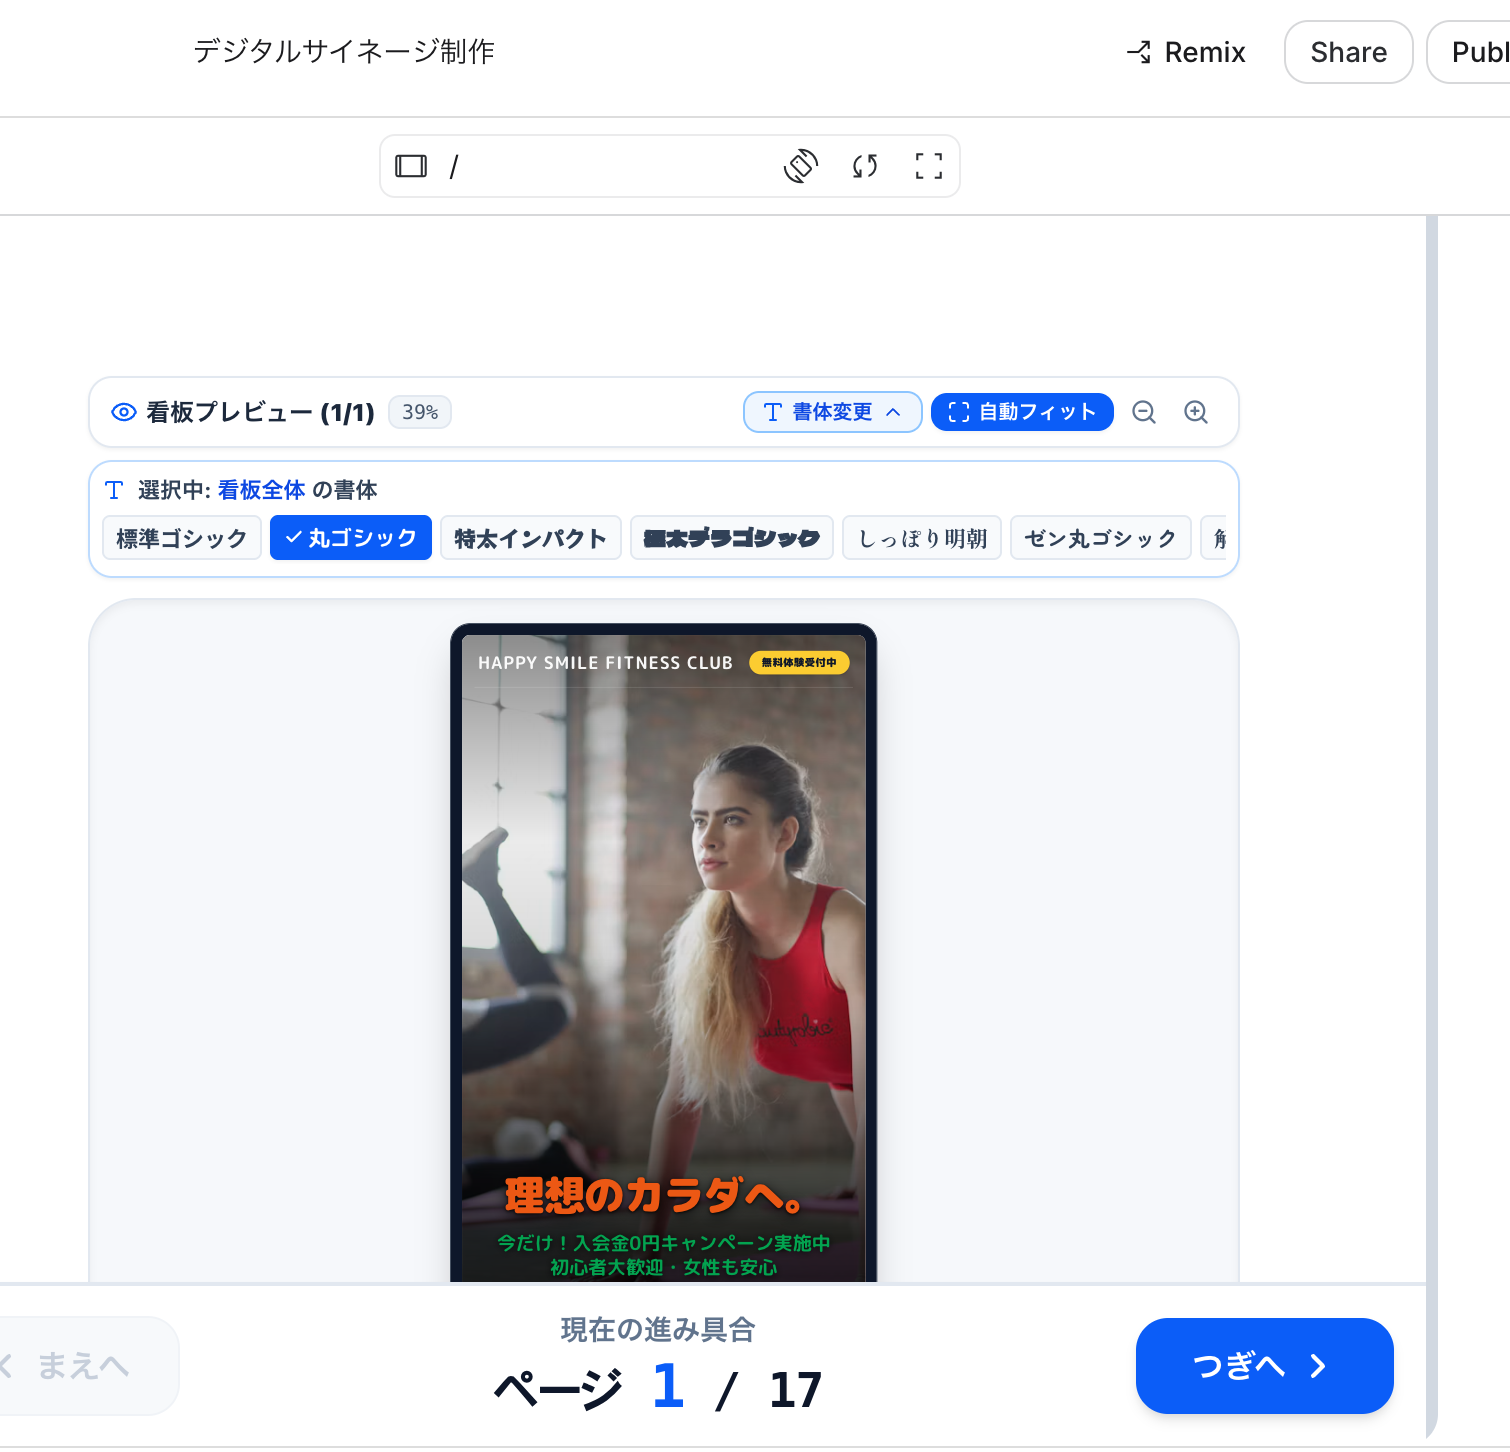 デジタルサイネージ制作
Remix
Share
Publ
/
看板プレビュー (1/1)
39%
書体変更
自動フィット
選択中: 看板全体 の書体
標準ゴシック
丸ゴシック
特太インパクト
極太デラゴシック
しっぽり明朝
ゼン丸ゴシック
HAPPY SMILE FITNESS CLUB
無料体験受付中
理想のカラダへ。
今だけ！入会金0円キャンペーン実施中
初心者大歓迎・女性も安心
まえへ
現在の進み具合
ページ 1 / 17
つぎへ